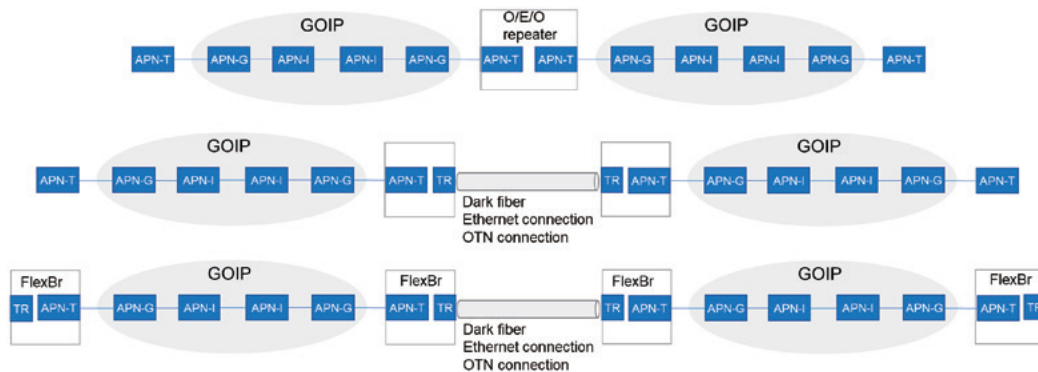 GOIP
O/E/O
repeater
GOIP
APN-T APN-G APN-I APN-I APN-G APN-T APN-T APN-G APN-I APN-I APN-G APN-T
GOIP
GOIP
APN-T APN-G APN-I APN-I APN-G APN-T TR TR APN-T APN-G APN-I APN-I APN-G APN-T
Dark fiber
Ethernet connection
OTN connection
FlexBr GOIP FlexBr FlexBr GOIP FlexBr
TR APN-T APN-G APN-I APN-I APN-G APN-T TR TR APN-T APN-G APN-I APN-I APN-G APN-T TR
Dark fiber
Ethernet connection
OTN connection